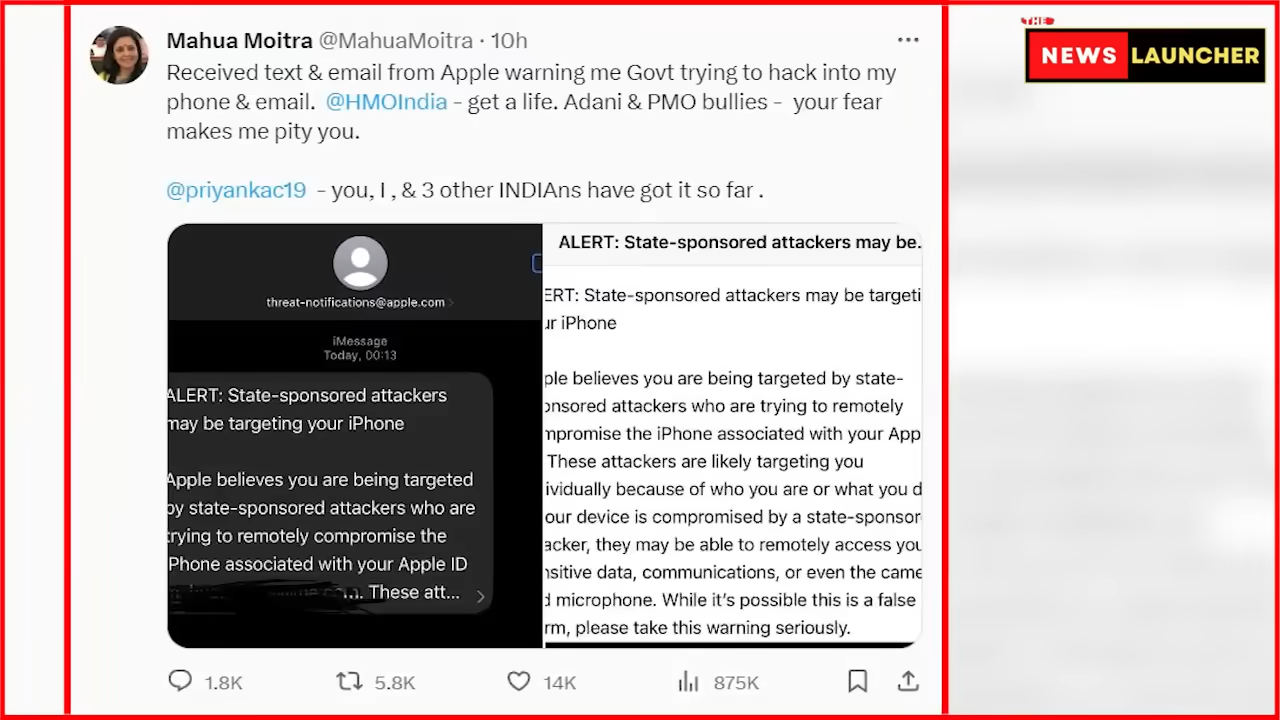 THE
NEWS LAUNCHER
Mahua Moitra @MahuaMoitra · 10h
Received text & email from Apple warning me Govt trying to hack into my
phone & email. @HMOIndia - get a life. Adani & PMO bullies - your fear
makes me pity you.
@priyankac19 - you, I , & 3 other INDIAns have got it so far .
threat-notifications@apple.com
iMessage
Today, 00:13
ALERT: State-sponsored attackers
may be targeting your iPhone
Apple believes you are being targeted
by state-sponsored attackers who are
trying to remotely compromise the
iPhone associated with your Apple ID
. These att...
ALERT: State-sponsored attackers may be.
ERT: State-sponsored attackers may be targeti
ur iPhone
ple believes you are being targeted by state-
onsored attackers who are trying to remotely
mpromise the iPhone associated with your App
These attackers are likely targeting you
ividually because of who you are or what you d
our device is compromised by a state-sponsor
acker, they may be able to remotely access you
nsitive data, communications, or even the came
d microphone. While it's possible this is a false
rm, please take this warning seriously.
1.8K 5.8K 14K 875K